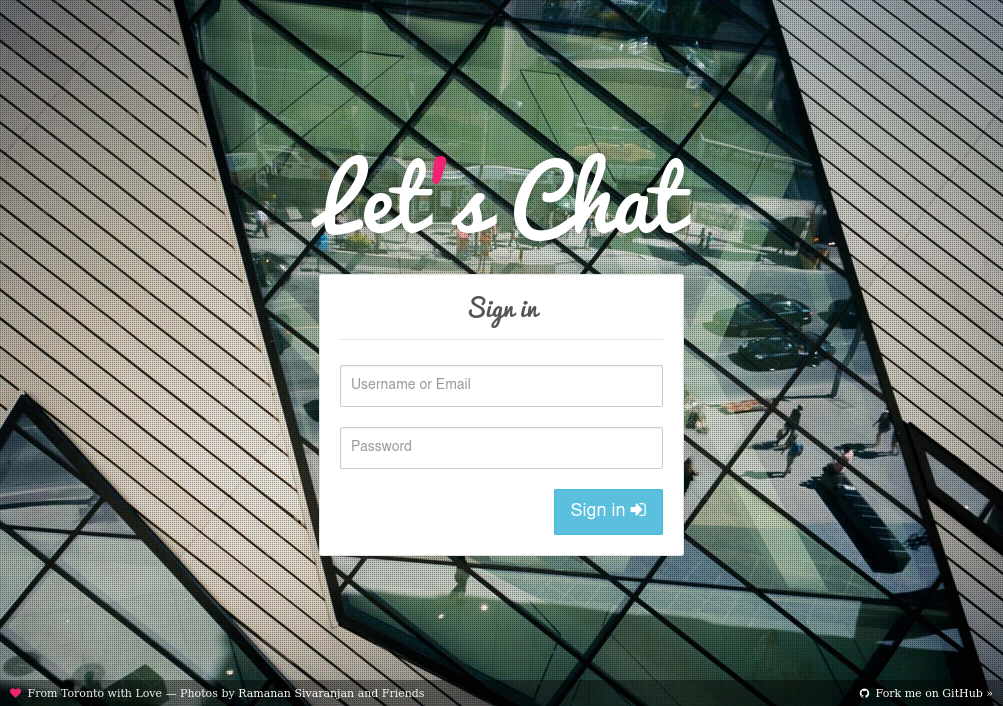 Let's Chat
Sign in
Username or Email
Password
Sign in
From Toronto with Love — Photos by Ramanan Sivaranjan and Friends
Fork me on GitHub »